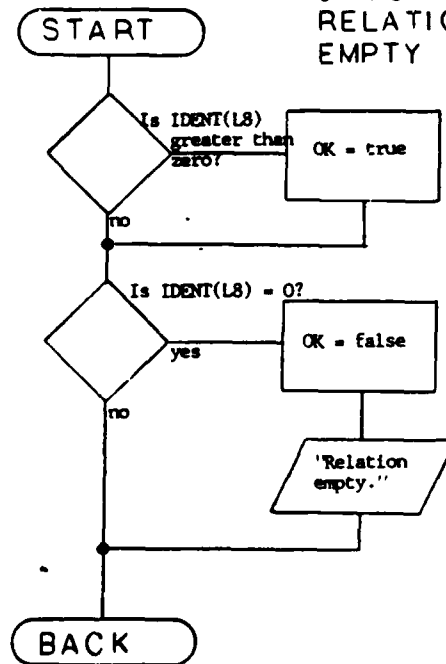 START
RELATIO
EMPTY
Is IDENT(L8)
greater than
zero?
OK = true
no
Is IDENT(L8) = 0?
yes
OK = false
no
"Relation
empty."
BACK